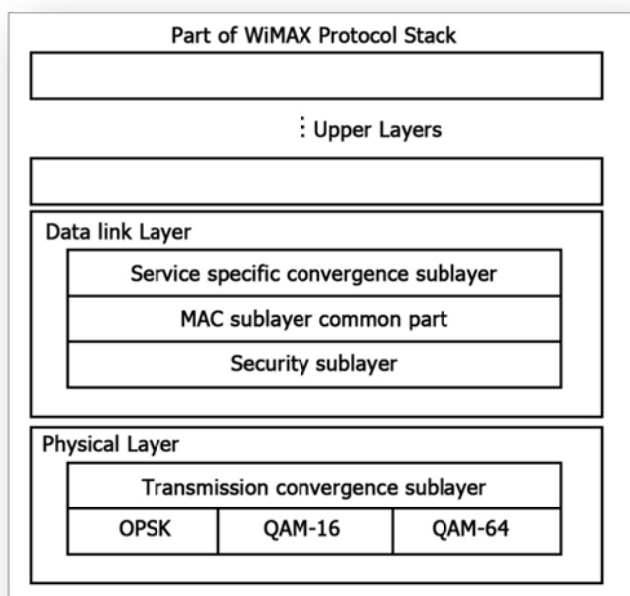 Part of WiMAX Protocol Stack
⋮ Upper Layers
Data link Layer
Service specific convergence sublayer
MAC sublayer common part
Security sublayer
Physical Layer
Transmission convergence sublayer
OPSK QAM-16 QAM-64